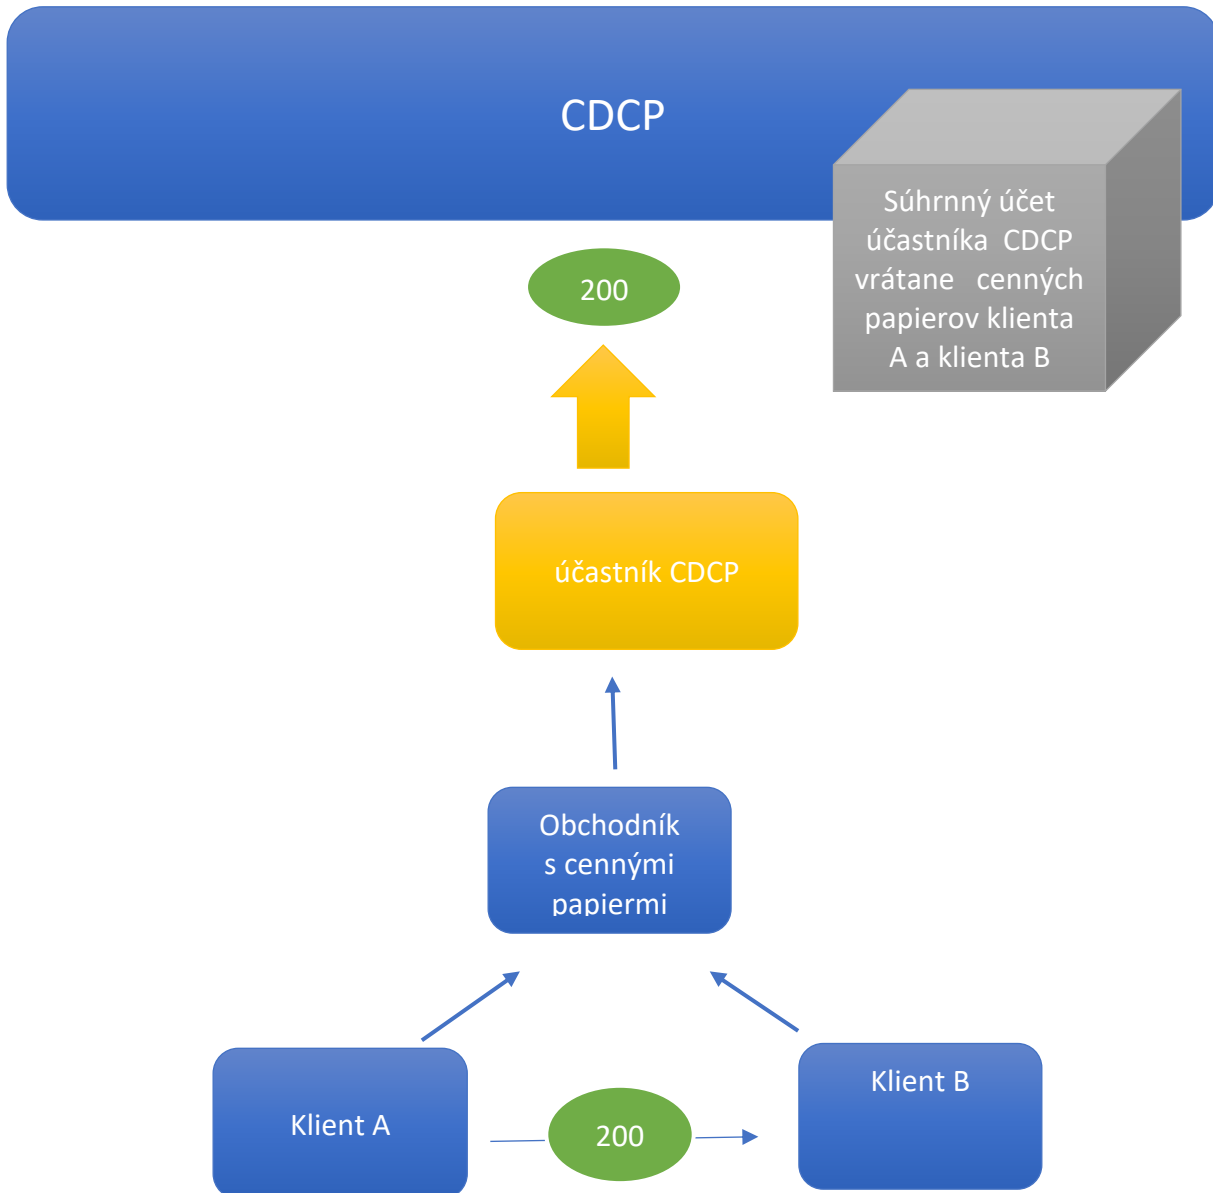 CDCP
Súhrnný účet
účastníka CDCP
vrátane cenných
papierov klienta
A a klienta B
200
účastník CDCP
Obchodník
s cennými
papiermi
Klient A
200
Klient B